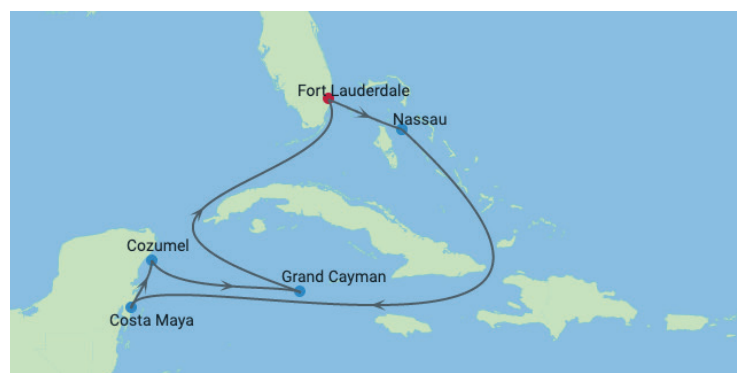 Fort Lauderdale
Nassau
Cozumel
Grand Cayman
Costa Maya